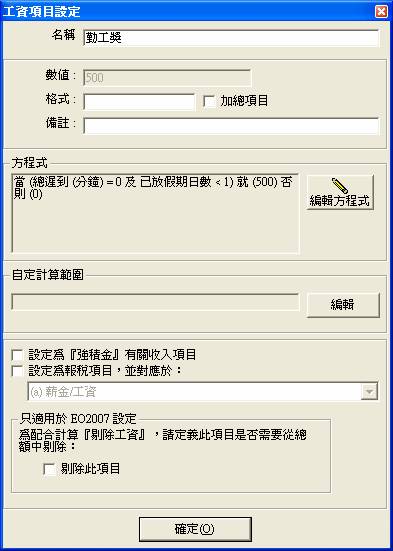 工資項目設定
名稱 勤工獎
數值： 500
格式： 加總項目
備註：
方程式
當 (總遲到 (分鐘) = 0 及 已放假期日數 < 1) 就 (500) 否
則 (0)
編輯方程式
自定計算範圍
編輯
設定為『強積金』有關收入項目
設定為報稅項目，並對應於：
(a) 薪金/工資
只適用於 EO2007 設定
為配合計算『剔除工資』，請定義此項目是否需要從總
額中剔除：
剔除此項目
確定(O)